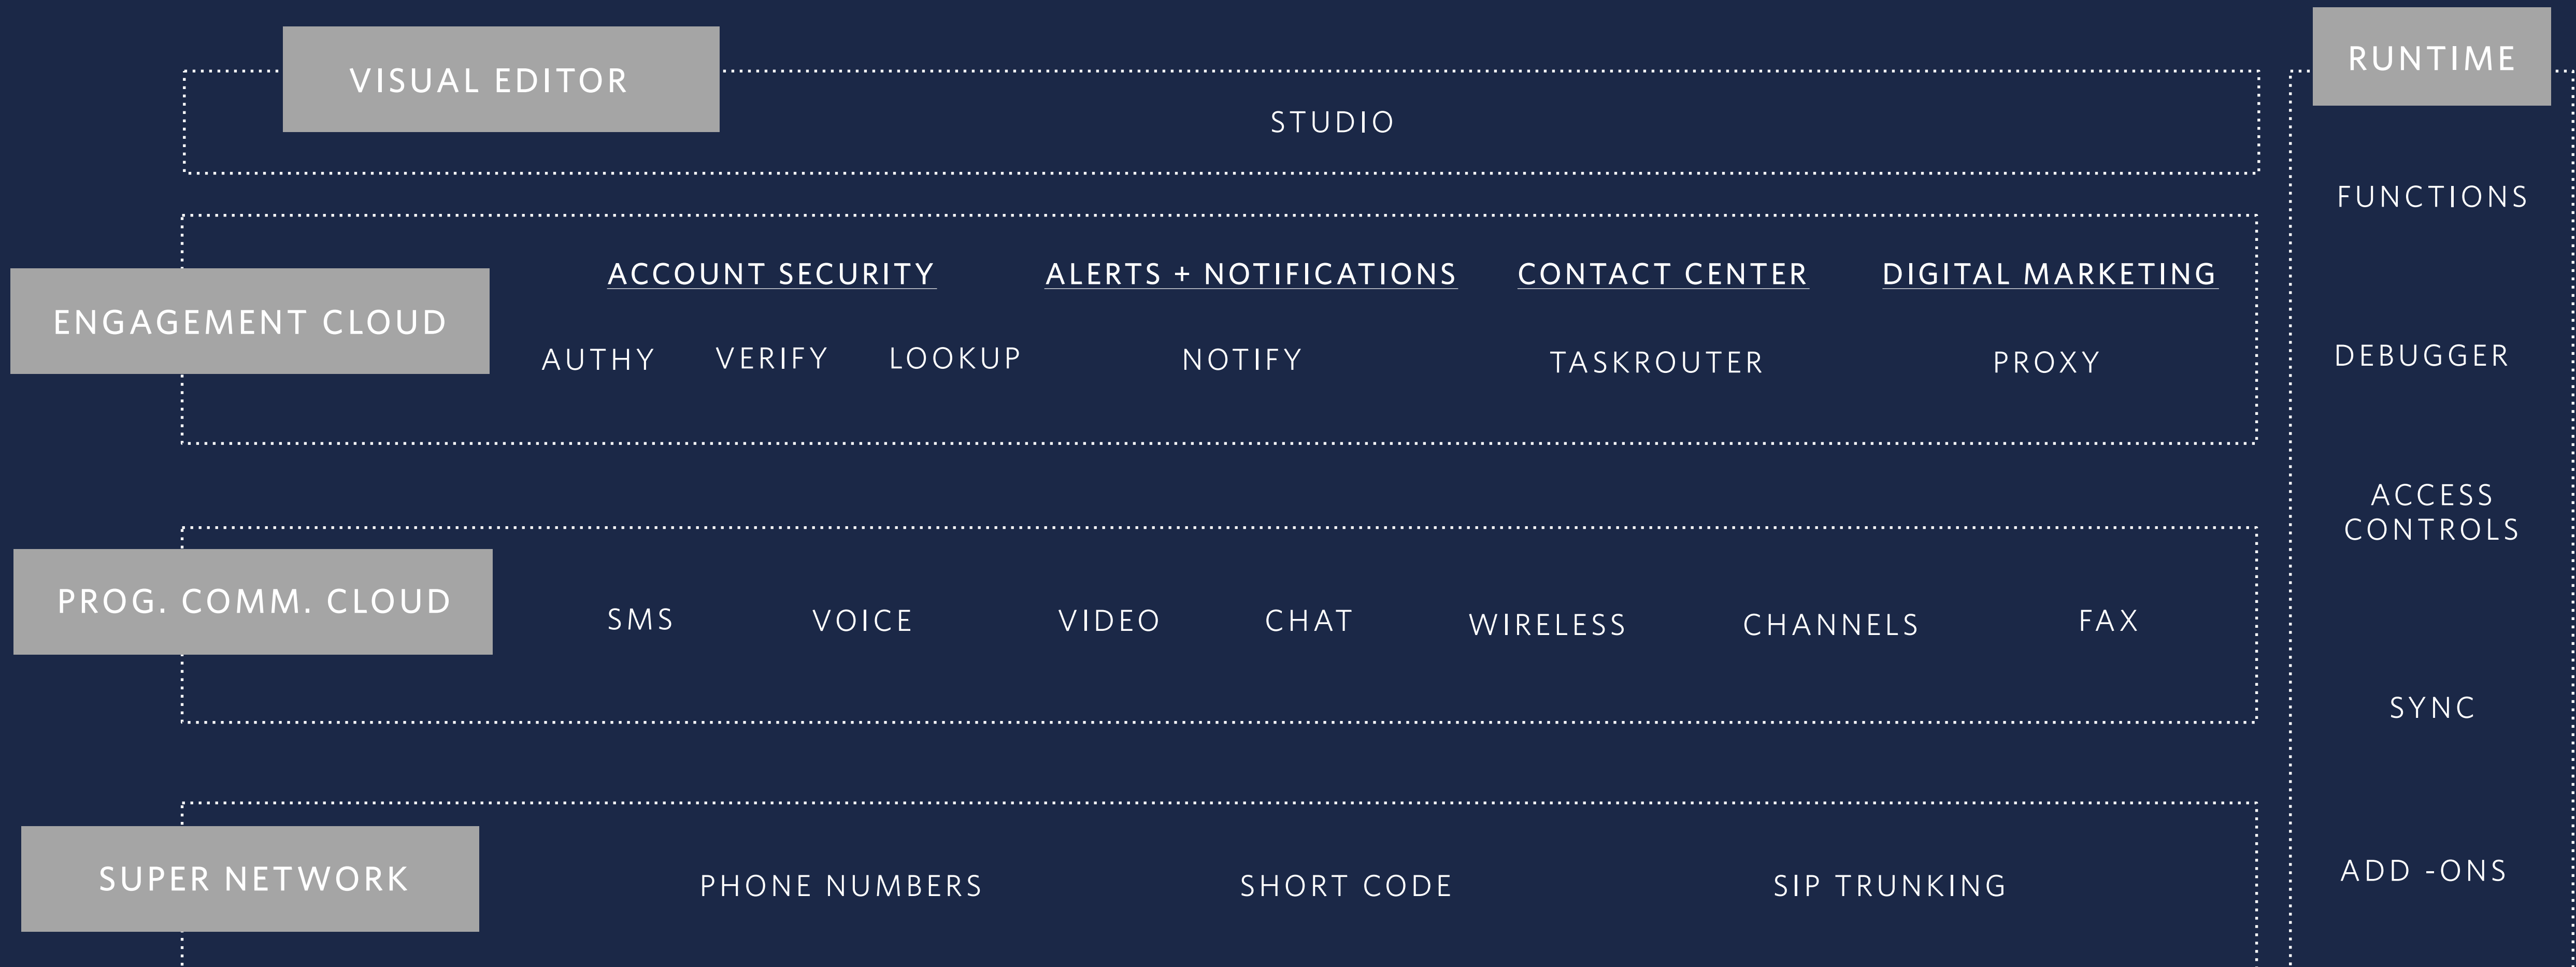 VISUAL EDITOR
STUDIO
ENGAGEMENT CLOUD
ACCOUNT SECURITY
ALERTS + NOTIFICATIONS
CONTACT CENTER
DIGITAL MARKETING
AUTHY
VERIFY
LOOKUP
NOTIFY
TASKROUTER
PROXY
PROG. COMM. CLOUD
SMS
VOICE
VIDEO
CHAT
WIRELESS
CHANNELS
FAX
SUPER NETWORK
PHONE NUMBERS
SHORT CODE
SIP TRUNKING
RUNTIME
FUNCTIONS
DEBUGGER
ACCESS
CONTROLS
SYNC
ADD -ONS